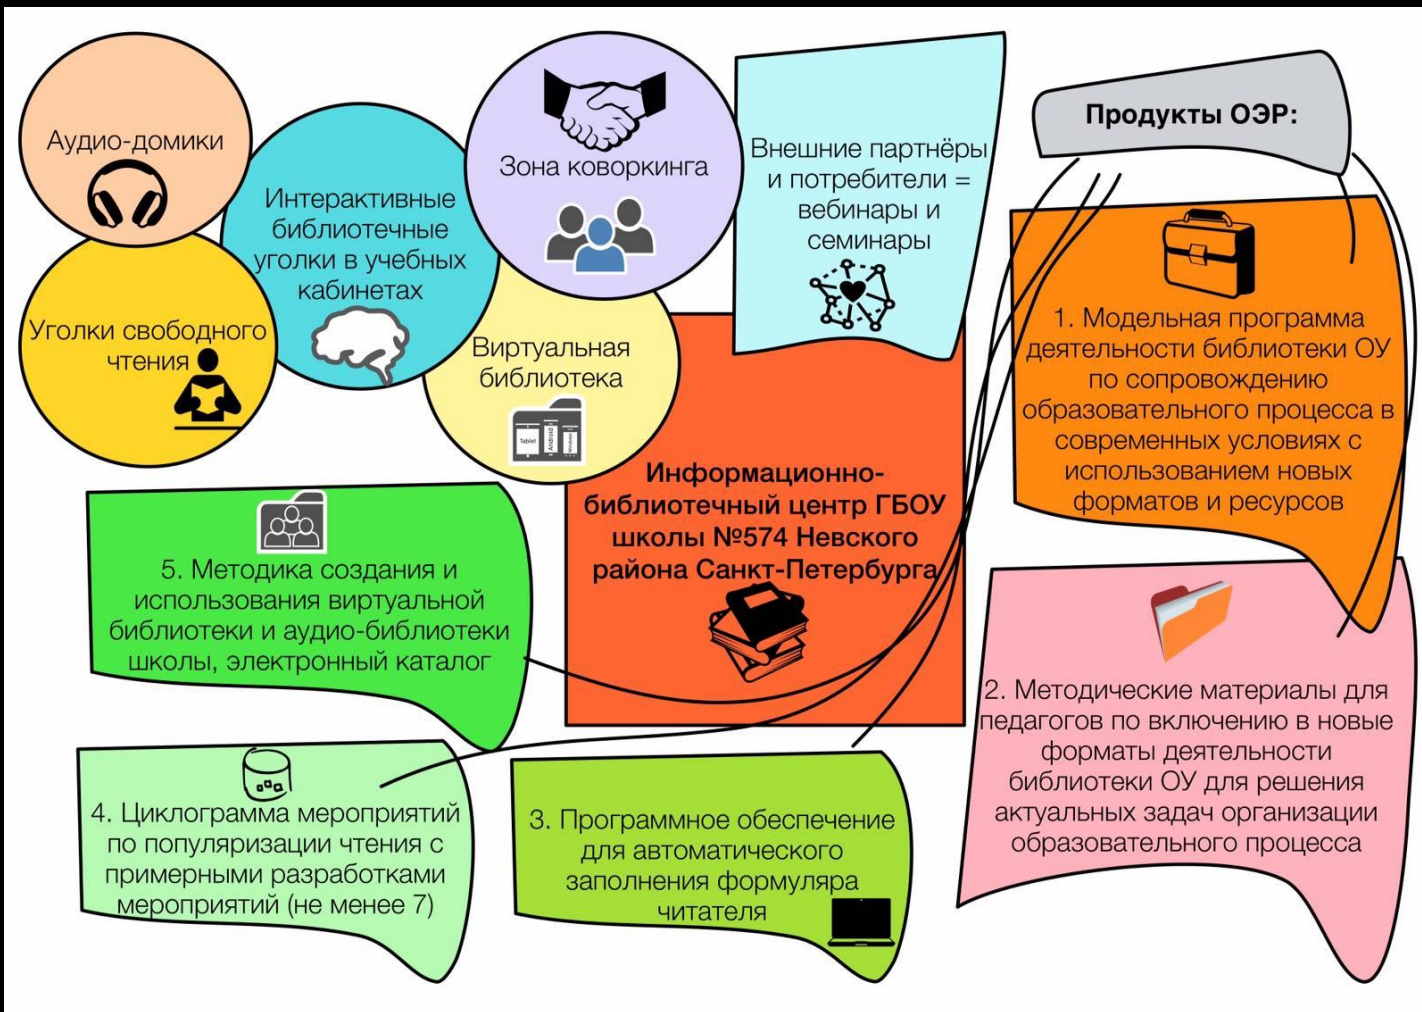 Аудио-домики
Интерактивные
библиотечные
уголки в учебных
кабинетах
Зона коворкинга
Внешние партнёры
и потребители =
вебинары и
семинары
Уголки свободного
чтения
Виртуальная
библиотека
Tablet
Android
Windows
Информационно-
библиотечный центр ГБОУ
школы №574 Невского
района Санкт-Петербурга
Продукты ОЭР:
1. Модельная программа
деятельности библиотеки ОУ
по сопровождению
образовательного процесса в
современных условиях с
использованием новых
форматов и ресурсов
2. Методические материалы для
педагогов по включению в новые
форматы деятельности
библиотеки ОУ для решения
актуальных задач организации
образовательного процесса
3. Программное обеспечение
для автоматического
заполнения формуляра
читателя
4. Циклограмма мероприятий
по популяризации чтения с
примерными разработками
мероприятий (не менее 7)
5. Методика создания и
использования виртуальной
библиотеки и аудио-библиотеки
школы, электронный каталог